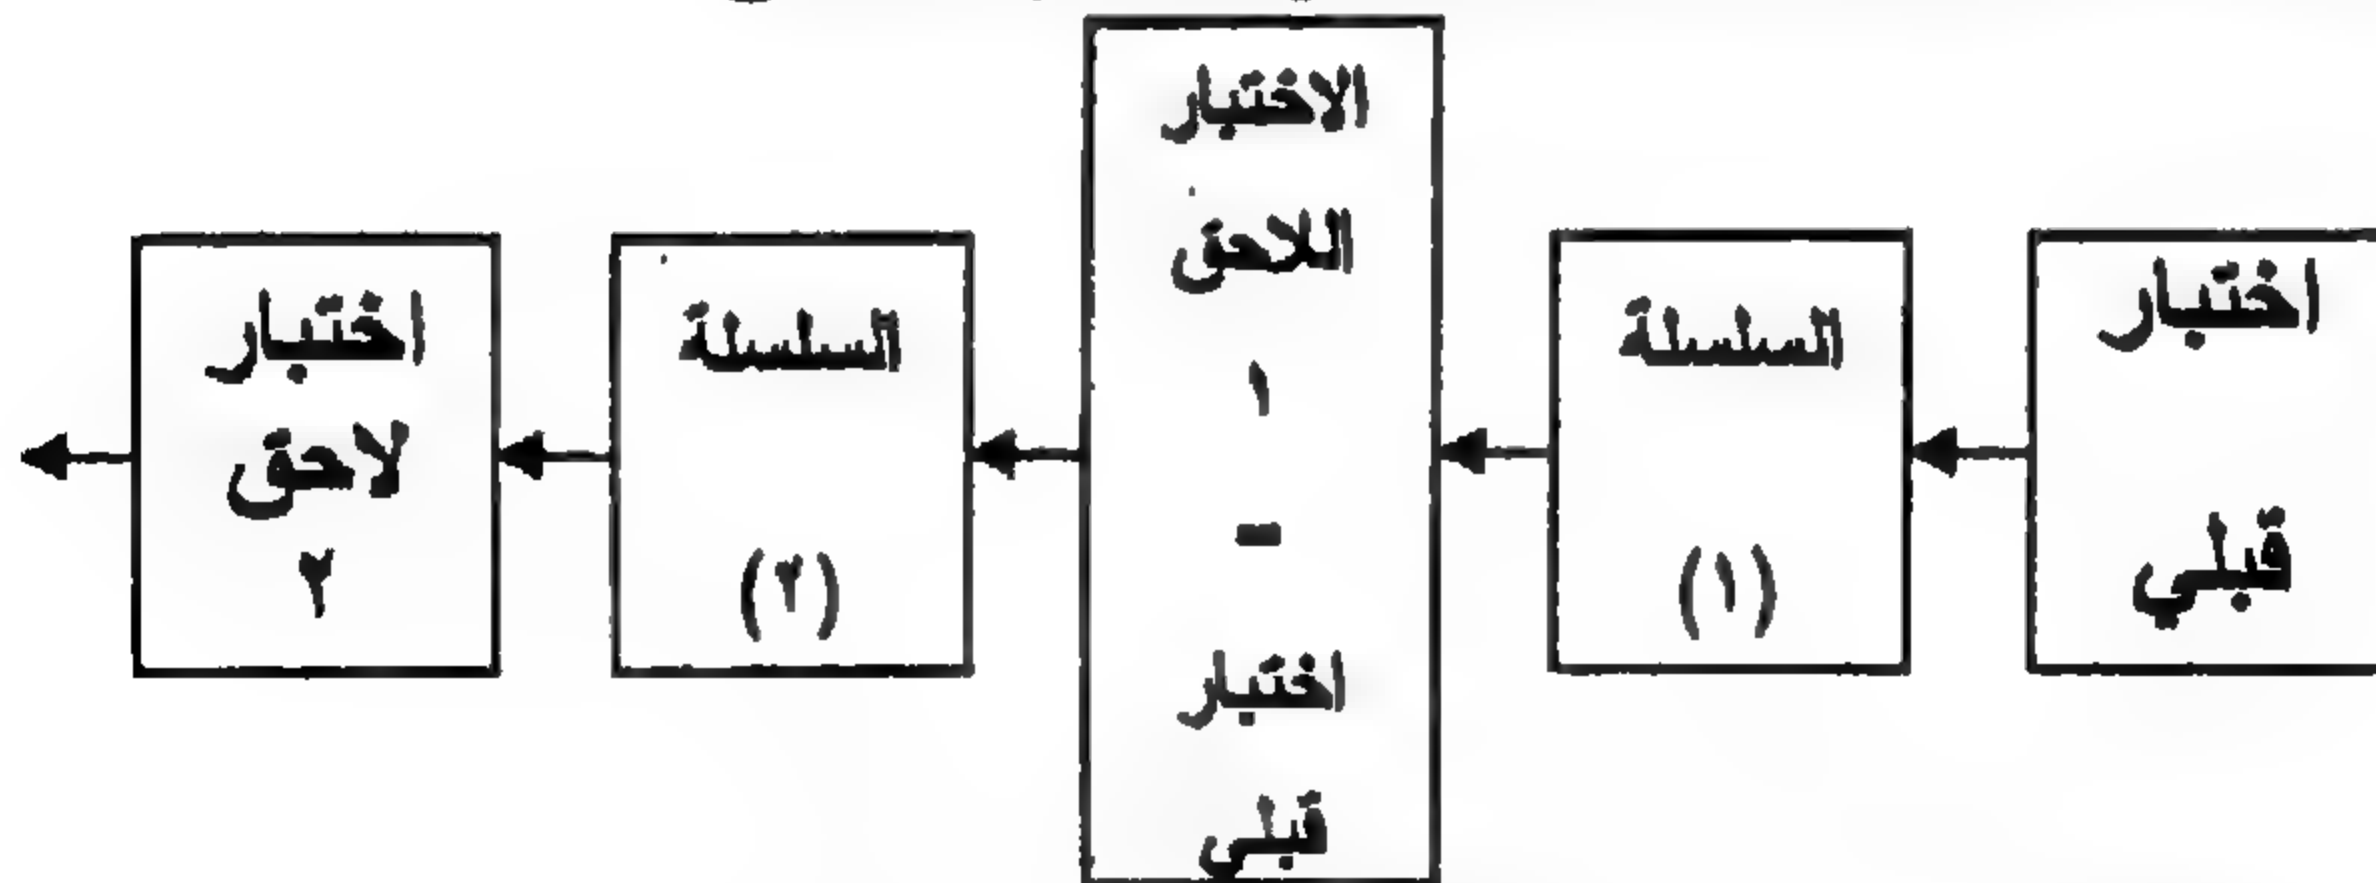 اختبار
قبلي
السلسلة
(١)
الاختبار
اللاحق
١
-
اختبار
قبلي
السلسلة
(٢)
اختبار
لاحق
٢